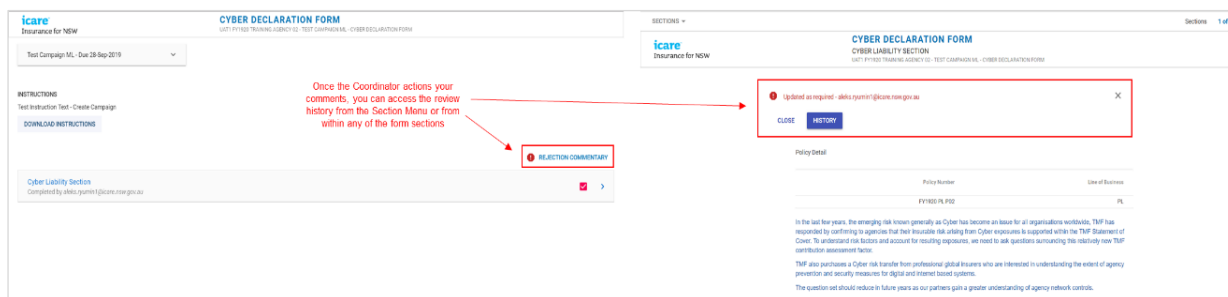 icare
Insurance for NSW
CYBER DECLARATION FORM
UAT1 FY1920 TRAINING AGENCY 02 - TEST CAMPAIGN ML - CYBER DECLARATION FORM
Test Campaign ML - Due 28-Sep-2019
INSTRUCTIONS
Test Instruction Text - Create Campaign
DOWNLOAD INSTRUCTIONS
Once the Coordinator actions your
comments, you can access the review
history from the Section Menu or from
within any of the form sections
REJECTION COMMENTARY
Cyber Liability Section
Completed by aleks.ryumin1@icare.nsw.gov.au
SECTIONS
Sections 1 of
icare
Insurance for NSW
CYBER DECLARATION FORM
CYBER LIABILITY SECTION
UAT1 FY1920 TRAINING AGENCY 02 - TEST CAMPAIGN ML - CYBER DECLARATION FORM
Updated as required - aleks.ryumin1@icare.nsw.gov.au
CLOSE HISTORY
Policy Detail
Policy Number Line of Business
FY1920 PL P02 PL
In the last few years, the emerging risk known generally as Cyber has become an issue for all organisations worldwide, TMF has
responded by confirming to agencies that their insurable risk arising from Cyber exposures is supported within the TMF Statement of
Cover. To understand risk factors and account for resulting exposures, we need to ask questions surrounding this relatively new TMF
contribution assessment factor.
TMF also purchases a Cyber risk transfer from professional global insurers who are interested in understanding the extent of agency
prevention and security measures for digital and internet based systems.
The question set should reduce in future years as our partners gain a greater understanding of agency network controls.